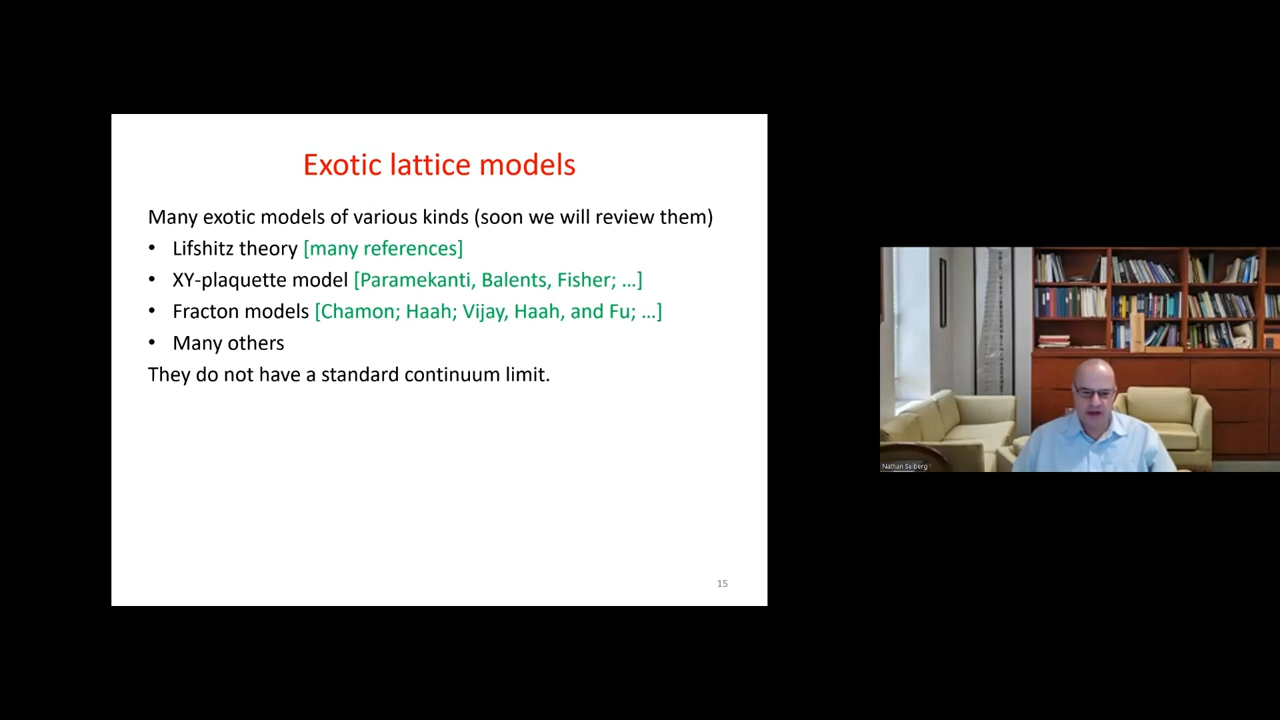 Exotic lattice models
Many exotic models of various kinds (soon we will review them)
• Lifshitz theory [many references]
• XY-plaquette model [Paramekanti, Balents, Fisher; …]
• Fracton models [Chamon; Haah; Vijay, Haah, and Fu; …]
• Many others
They do not have a standard continuum limit.
15
Nathan Seiberg